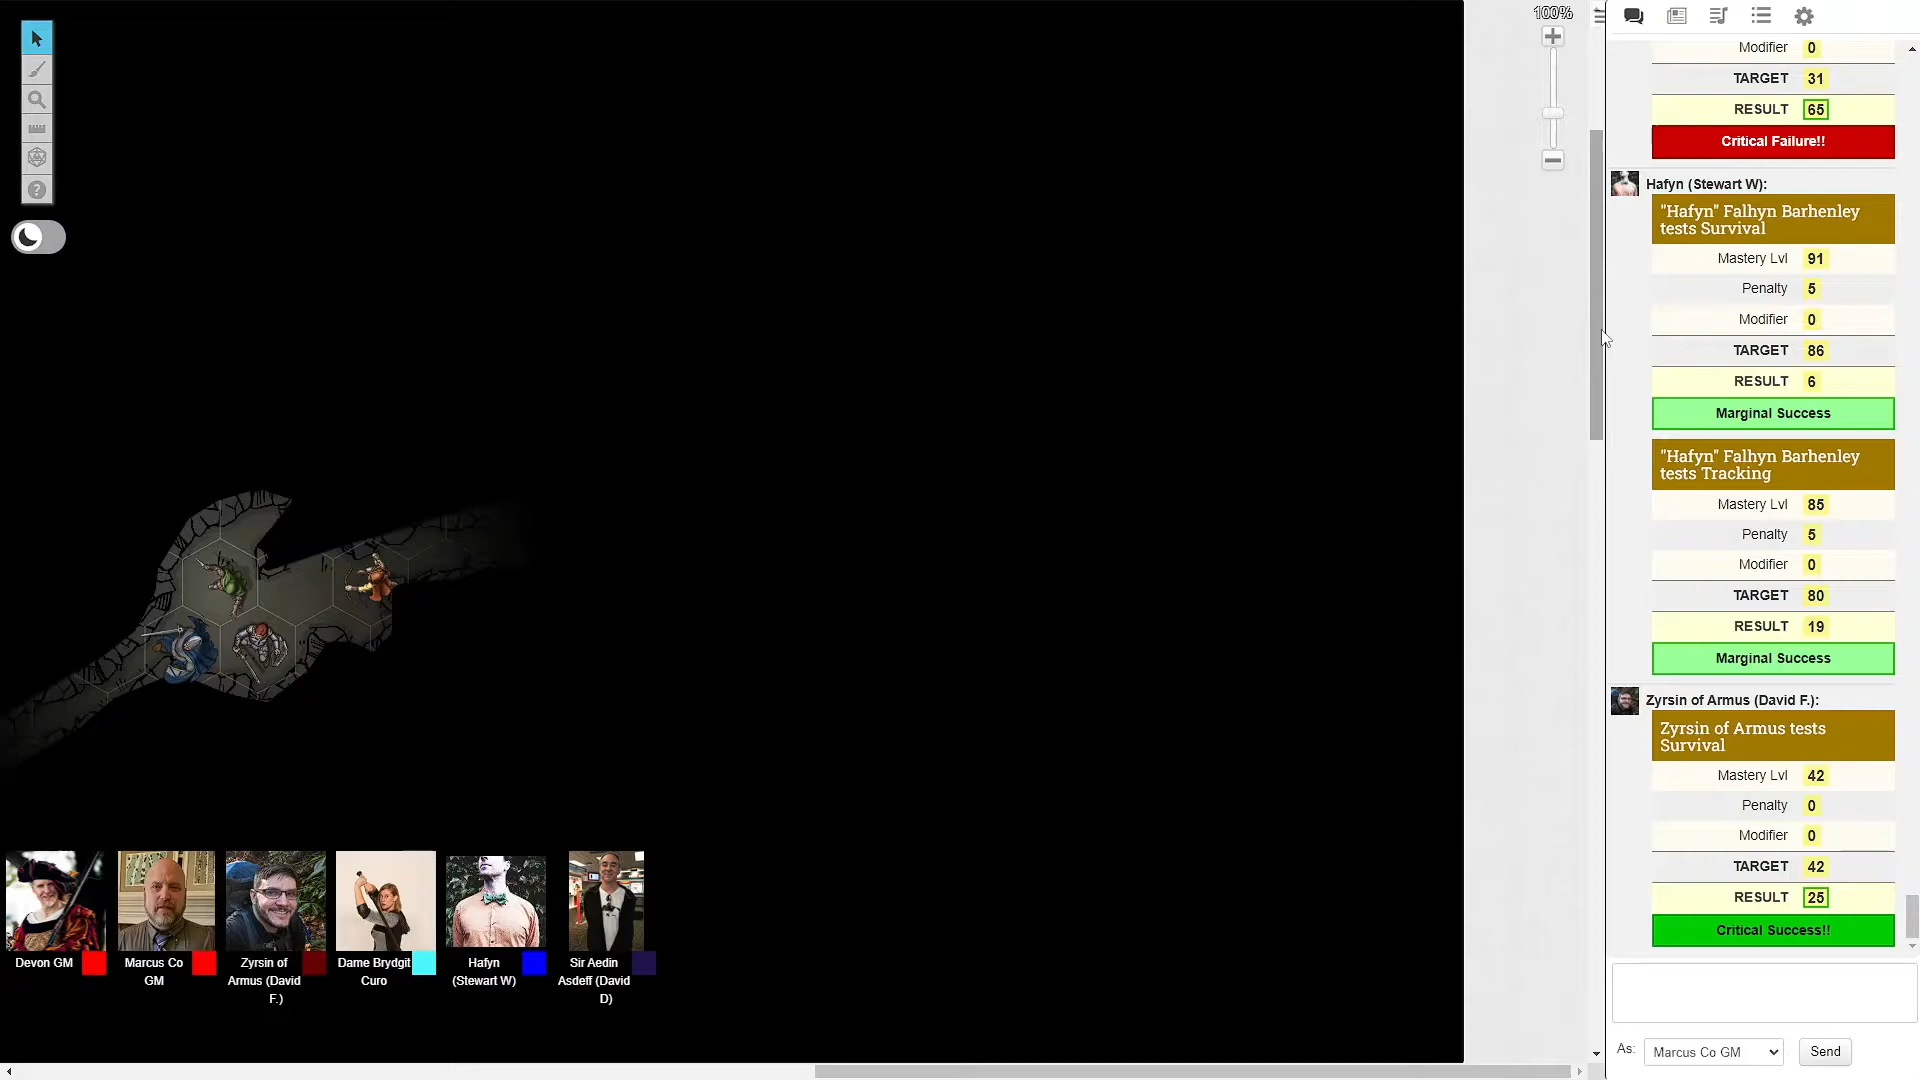 100%
Modifier 0
TARGET 31
RESULT 65
Critical Failure!!
Hafyn (Stewart W):
"Hafyn" Falhyn Barhenley
tests Survival
Mastery Lvl 91
Penalty 5
Modifier 0
TARGET 86
RESULT 6
Marginal Success
"Hafyn" Falhyn Barhenley
tests Tracking
Mastery Lvl 85
Penalty 5
Modifier 0
TARGET 80
RESULT 19
Marginal Success
Zyrsin of Armus (David F.):
Zyrsin of Armus tests
Survival
Mastery Lvl 42
Penalty 0
Modifier 0
TARGET 42
RESULT 25
Critical Success!!
As: Marcus Co GM Send
Devon GM
Marcus Co
GM
Zyrsin of
Armus (David
F.)
Dame Brydgit
Curo
Hafyn
(Stewart W)
Sir Aedin
Asdeff (David
D)